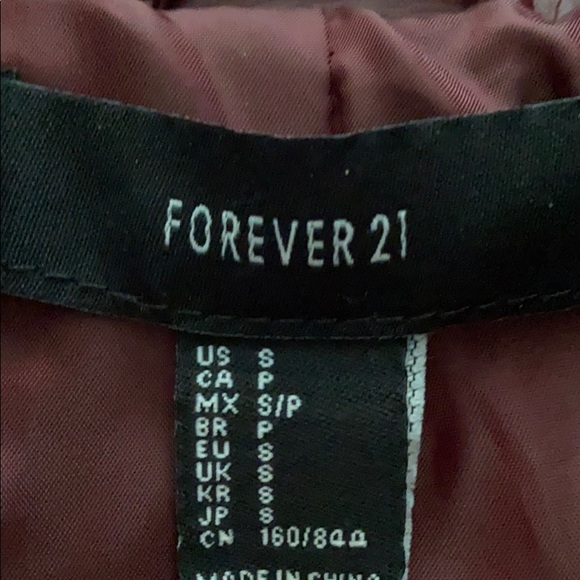 FOREVER 21
US S
CA P
MX S/P
BR P
EU S
UK S
KR S
JP S
CN 160/84A
MADE IN CHINA